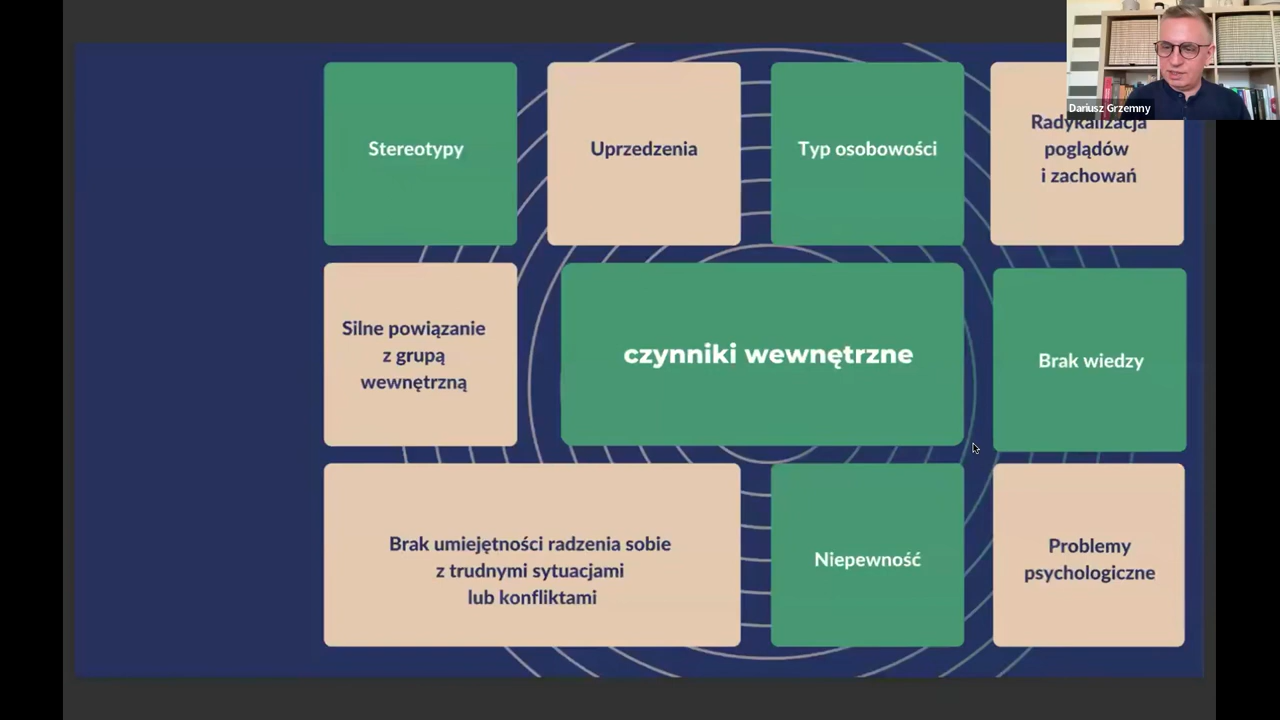 Dariusz Grzemny
Stereotypy
Uprzedzenia
Typ osobowości
Radykalizacja
poglądów
i zachowań
Silne powiązanie
z grupą
wewnętrzną
czynniki wewnętrzne
Brak wiedzy
Brak umiejętności radzenia sobie
z trudnymi sytuacjami
lub konfliktami
Niepewność
Problemy
psychologiczne